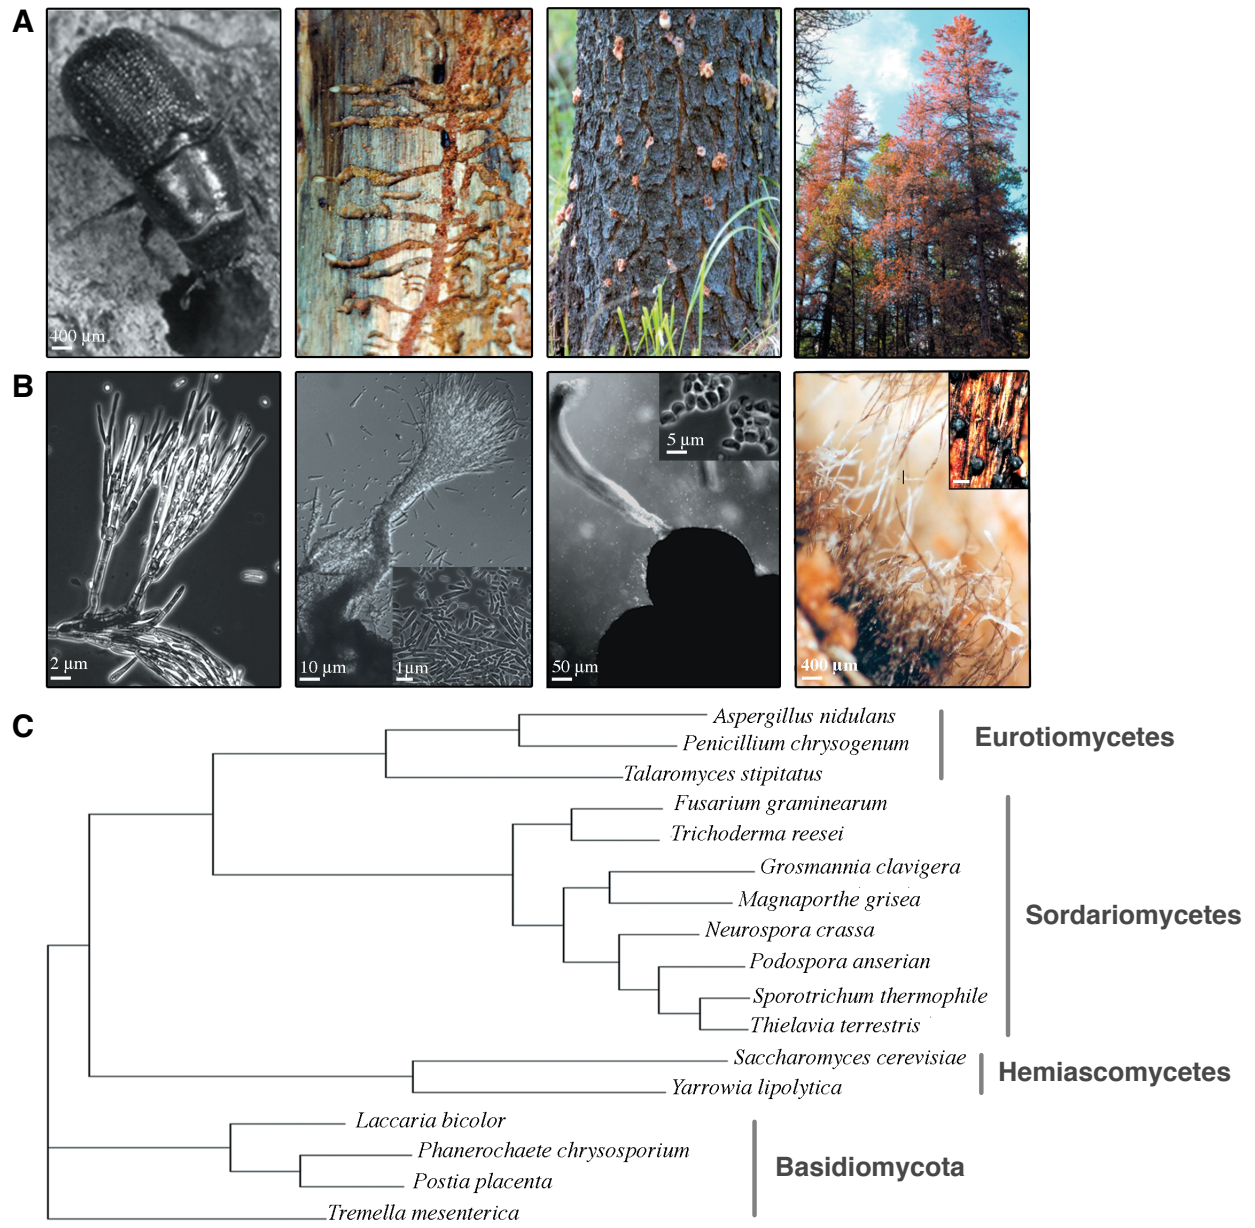 A
400 µm
B
2 µm
10 µm
1µm
50 µm
5 µm
400 µm
C
Aspergillus nidulans
Penicillium chrysogenum
Talaromyces stipitatus
Eurotiomycetes
Fusarium graminearum
Trichoderma reesei
Grosmannia clavigera
Magnaporthe grisea
Neurospora crassa
Podospora anserian
Sporotrichum thermophile
Thielavia terrestris
Sordariomycetes
Saccharomyces cerevisiae
Yarrowia lipolytica
Hemiascomycetes
Laccaria bicolor
Phanerochaete chrysosporium
Postia placenta
Tremella mesenterica
Basidiomycota